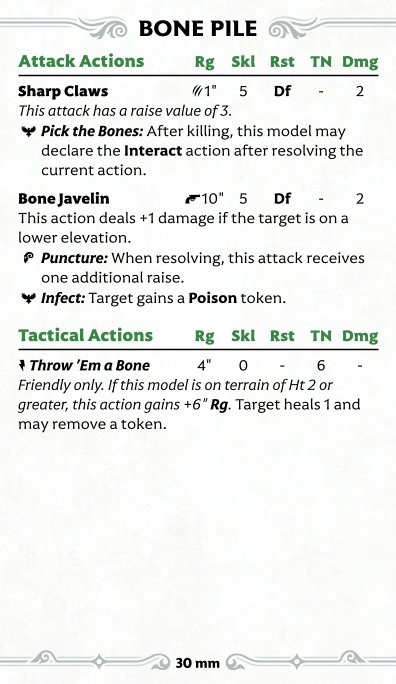 BONE PILE
Attack Actions Rg Skl Rst TN Dmg
Sharp Claws 1" 5 Df - 2
This attack has a raise value of 3.
Pick the Bones: After killing, this model may
declare the Interact action after resolving the
current action.
Bone Javelin 10" 5 Df - 2
This action deals +1 damage if the target is on a
lower elevation.
Puncture: When resolving, this attack receives
one additional raise.
Infect: Target gains a Poison token.
Tactical Actions Rg Skl Rst TN Dmg
Throw ’Em a Bone 4" 0 - 6 -
Friendly only. If this model is on terrain of Ht 2 or
greater, this action gains +6" Rg. Target heals 1 and
may remove a token.
30 mm